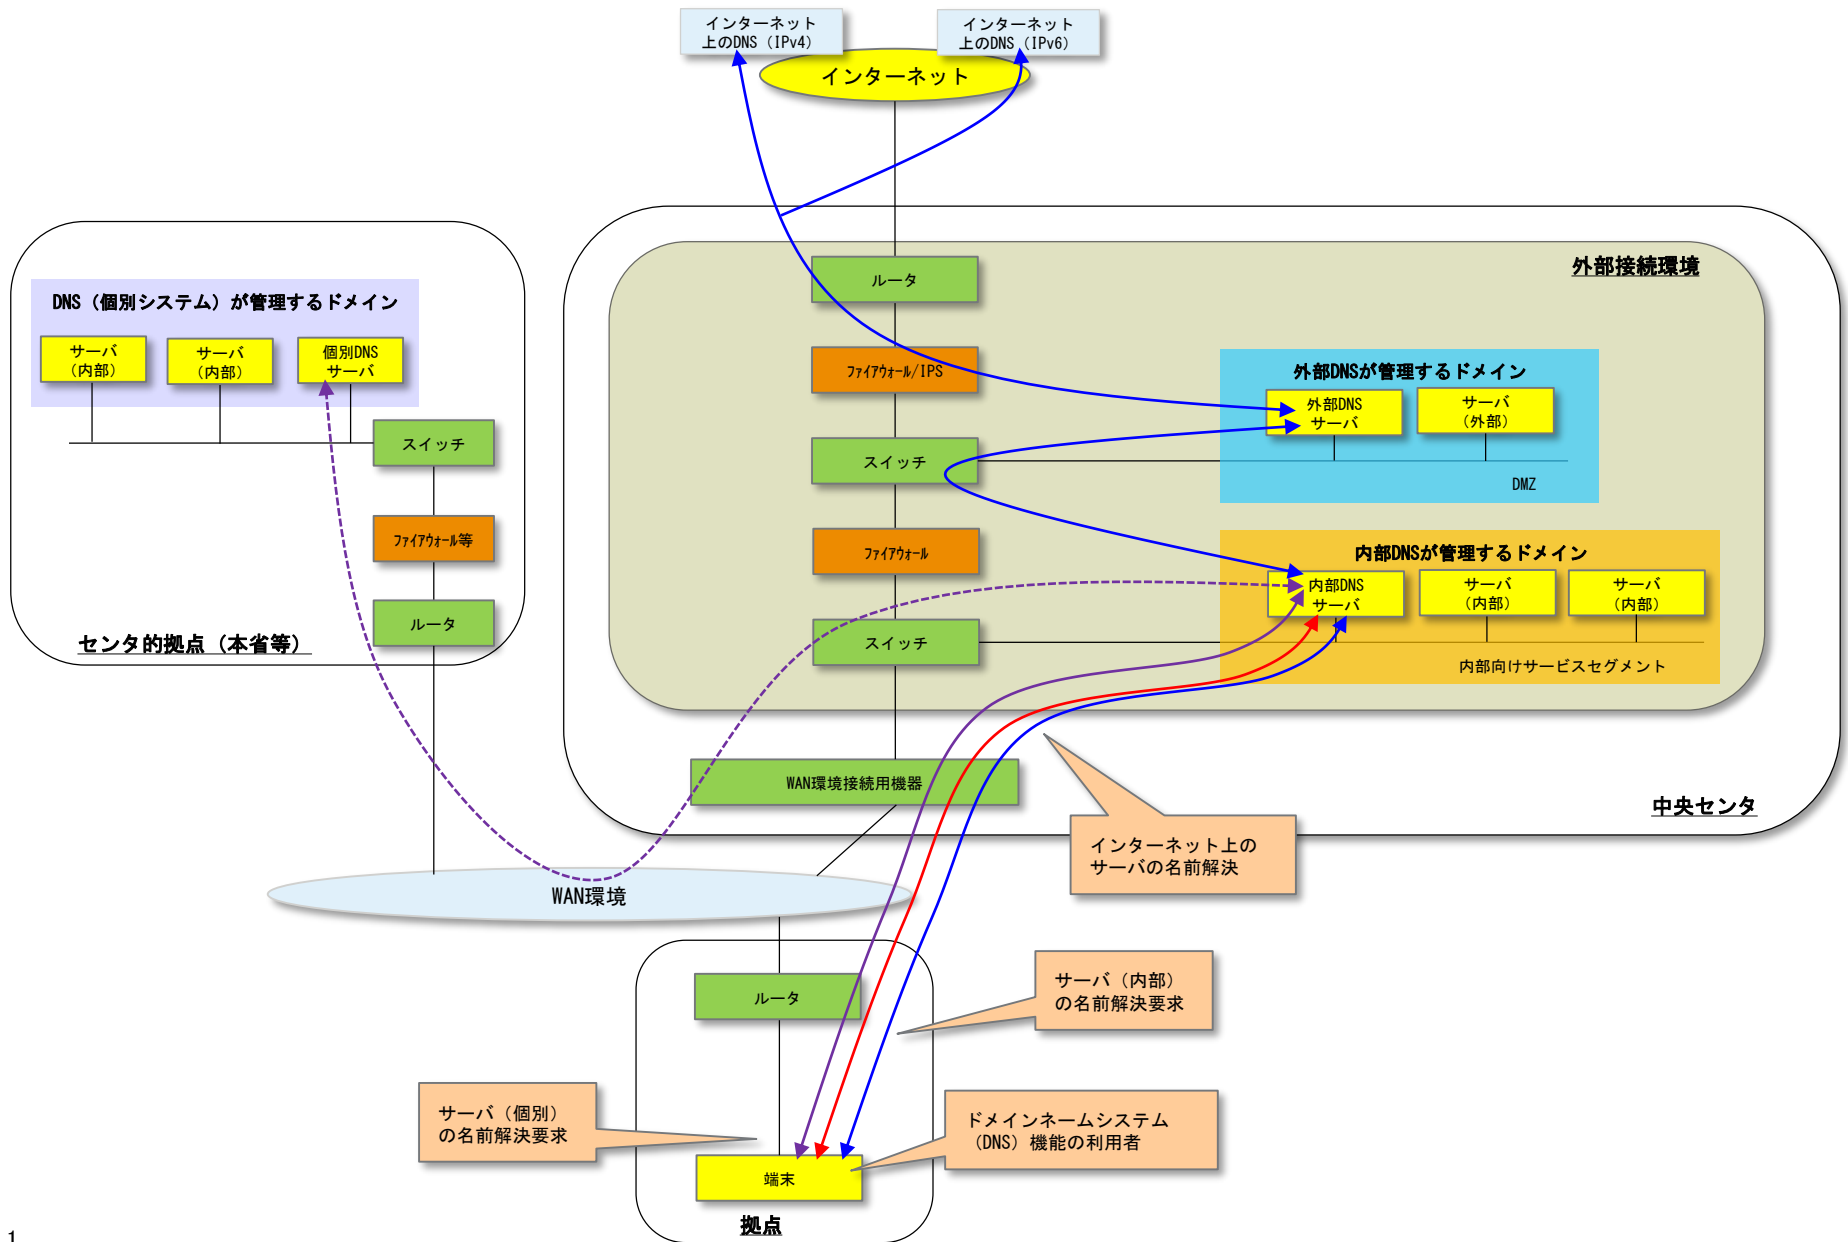 インターネット
上のDNS（IPv4）
インターネット
上のDNS（IPv6）
インターネット
外部接続環境
ルータ
DNS（個別システム）が管理するドメイン
サーバ
（内部）
サーバ
（内部）
個別DNS
サーバ
ファイアウォール/IPS
外部DNSが管理するドメイン
外部DNS
サーバ
サーバ
（外部）
スイッチ
スイッチ
DMZ
ファイアウォール等
ファイアウォール
内部DNSが管理するドメイン
内部DNS
サーバ
サーバ
（内部）
サーバ
（内部）
ルータ
センタ的拠点（本省等）
スイッチ
内部向けサービスセグメント
WAN環境接続用機器
中央センタ
インターネット上の
サーバの名前解決
WAN環境
サーバ（内部）
の名前解決要求
ルータ
サーバ（個別）
の名前解決要求
ドメインネームシステム
（DNS）機能の利用者
端末
拠点
1